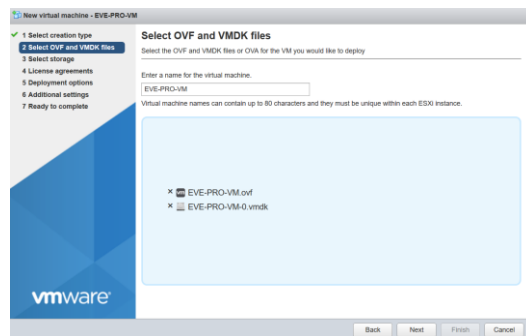 New virtual machine - EVE-PRO-VM
1 Select creation type
2 Select OVF and VMDK files
3 Select storage
4 License agreements
5 Deployment options
6 Additional settings
7 Ready to complete
vmware
Select OVF and VMDK files
Select the OVF and VMDK files or OVA for the VM you would like to deploy
Enter a name for the virtual machine.
EVE-PRO-VM
Virtual machine names can contain up to 80 characters and they must be unique within each ESXi instance.
× EVE-PRO-VM.ovf
× EVE-PRO-VM-0.vmdk
Back
Next
Finish
Cancel